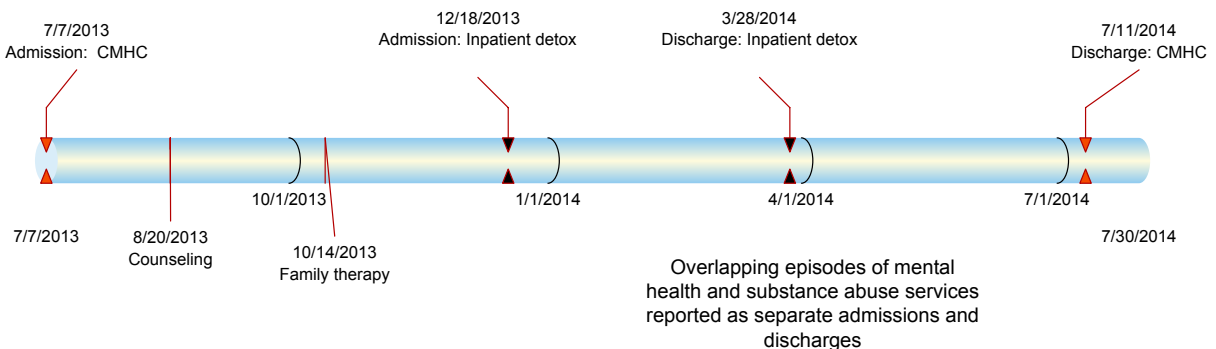 7/7/2013
Admission: CMHC
12/18/2013
Admission: Inpatient detox
3/28/2014
Discharge: Inpatient detox
7/11/2014
Discharge: CMHC
10/1/2013
1/1/2014
4/1/2014
7/1/2014
7/7/2013
8/20/2013
Counseling
10/14/2013
Family therapy
7/30/2014
Overlapping episodes of mental
health and substance abuse services
reported as separate admissions and
discharges